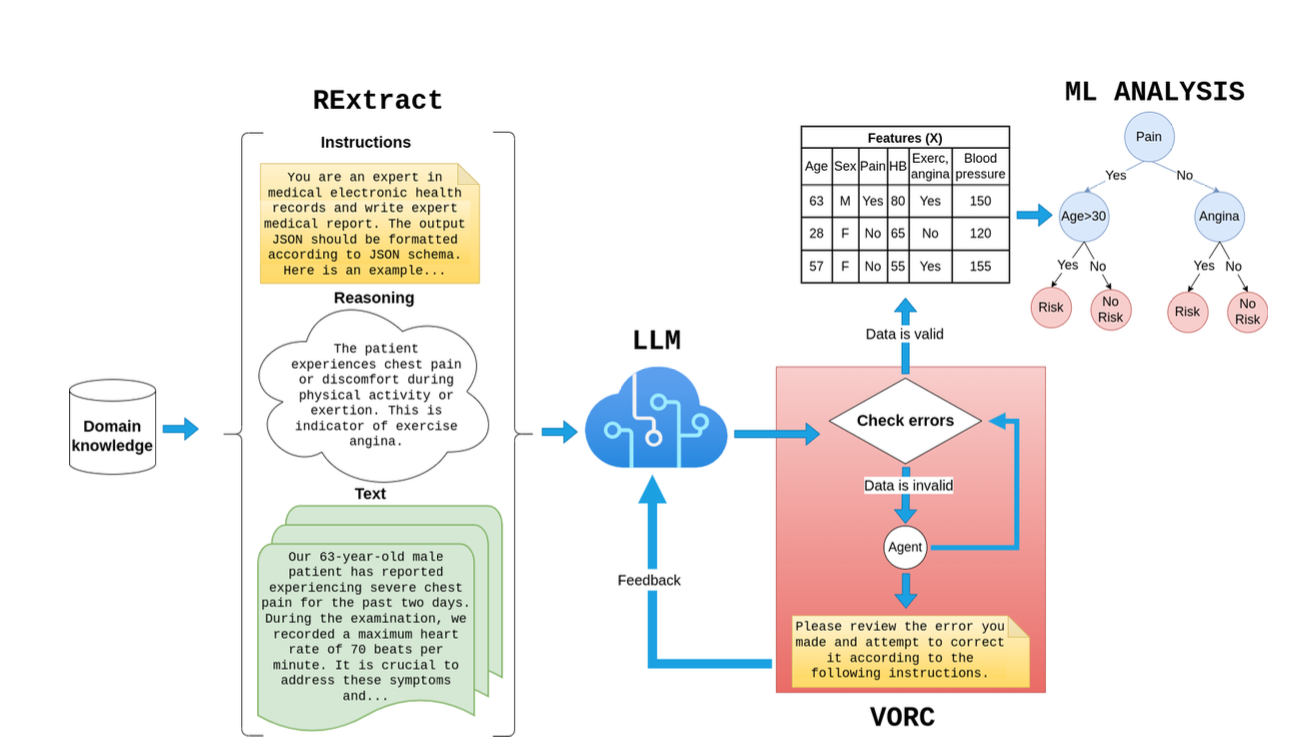 RExtract
Instructions
You are an expert in
medical electronic health
records and write expert
medical report. The output
JSON should be formatted
according to JSON schema.
Here is an example...
Reasoning
The patient
experiences chest pain
or discomfort during
physical activity or
exertion. This is
indicator of exercise
angina.
Text
Our 63-year-old male
patient has reported
experiencing severe chest
pain for the past two days.
During the examination, we
recorded a maximum heart
rate of 70 beats per
minute. It is crucial to
address these symptoms
and...
Domain
knowledge
LLM
Feedback
Features (X)
Age Sex Pain HB Exerc, angina Blood pressure
63 M Yes 80 Yes 150
28 F No 65 No 120
57 F No 55 Yes 155
Data is valid
Check errors
Data is invalid
Agent
Please review the error you
made and attempt to correct
it according to the
following instructions.
VORC
ML ANALYSIS
Pain
Yes No
Age>30 Angina
Yes No Yes No
Risk No Risk Risk No Risk